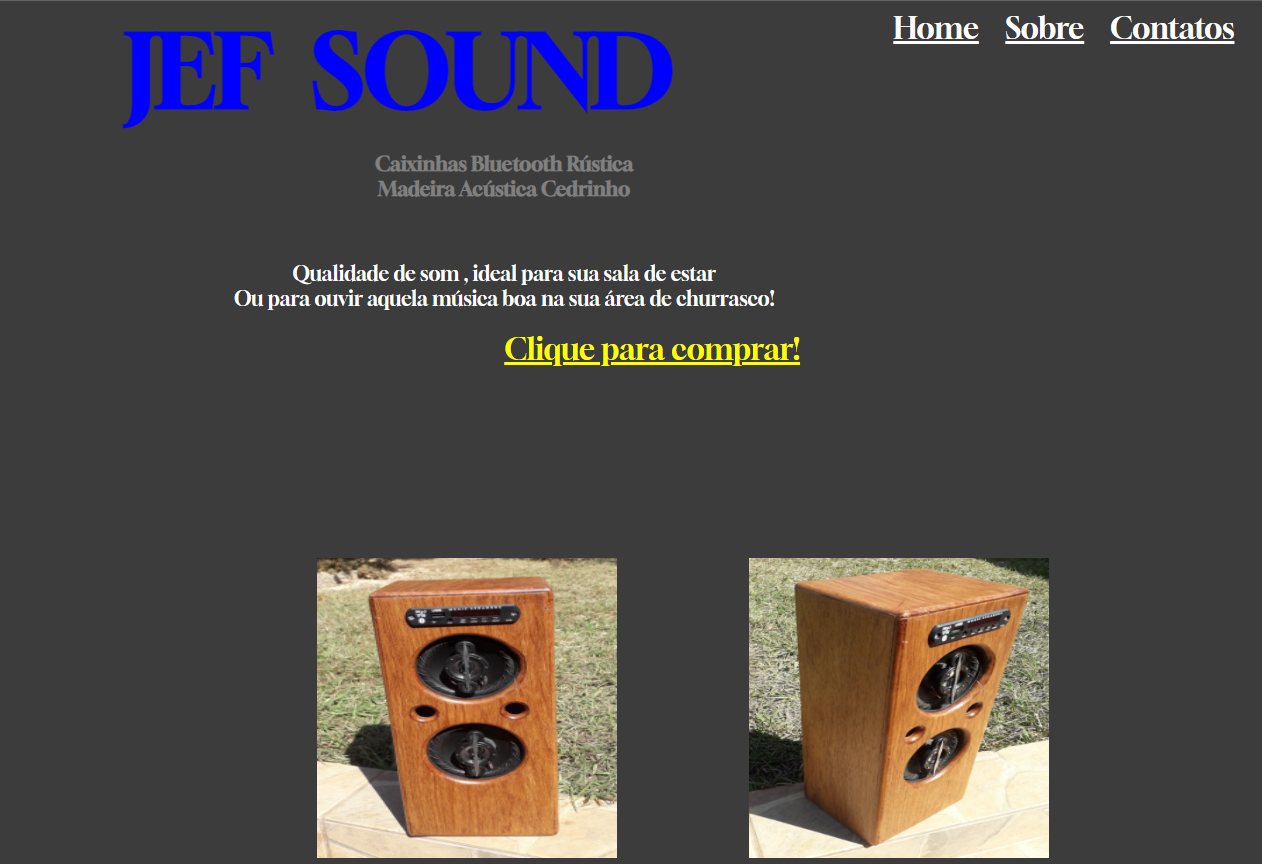 JEF SOUND
Home Sobre Contatos
Caixinhas Bluetooth Rústica
Madeira Acústica Cedrinho
Qualidade de som , ideal para sua sala de estar
Ou para ouvir aquela música boa na sua área de churrasco!
Clique para comprar!